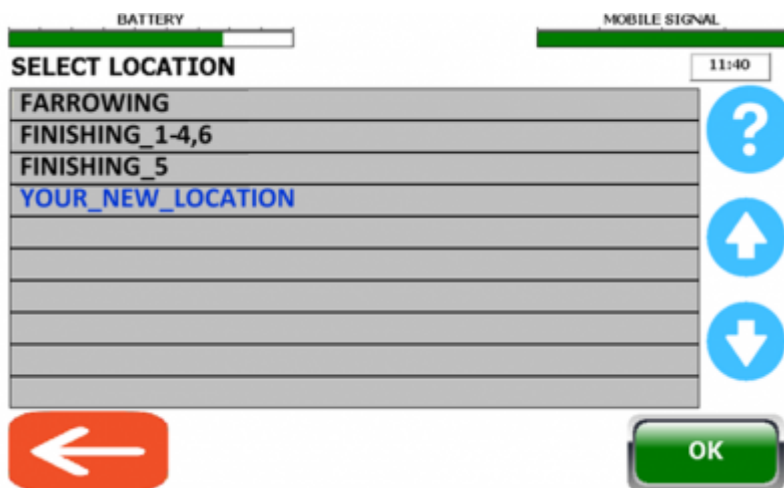 BATTERY
MOBILE SIGNAL
SELECT LOCATION
11:40
FARROWING
FINISHING_1-4,6
FINISHING_5
YOUR_NEW_LOCATION
?
OK